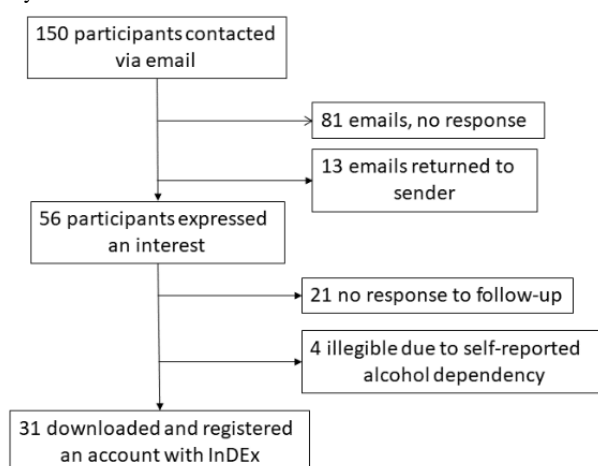 150 participants contacted
via email
81 emails, no response
13 emails returned to
sender
56 participants expressed
an interest
21 no response to follow-up
4 illegible due to self-reported
alcohol dependency
31 downloaded and registered
an account with InDEx